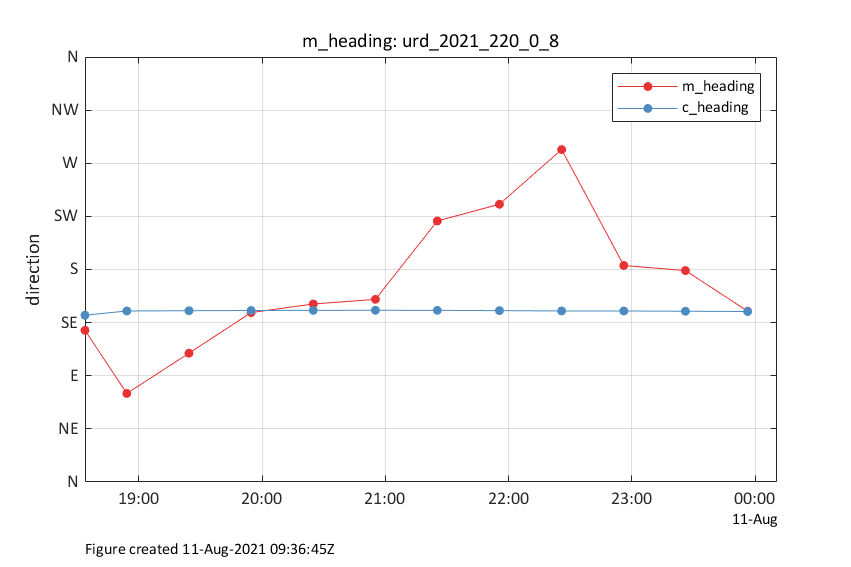 m_heading: urd_2021_220_0_8
N
NW
W
SW
S
SE
E
NE
N
direction
m_heading
c_heading
19:00 20:00 21:00 22:00 23:00 00:00
11-Aug
Figure created 11-Aug-2021 09:36:45Z